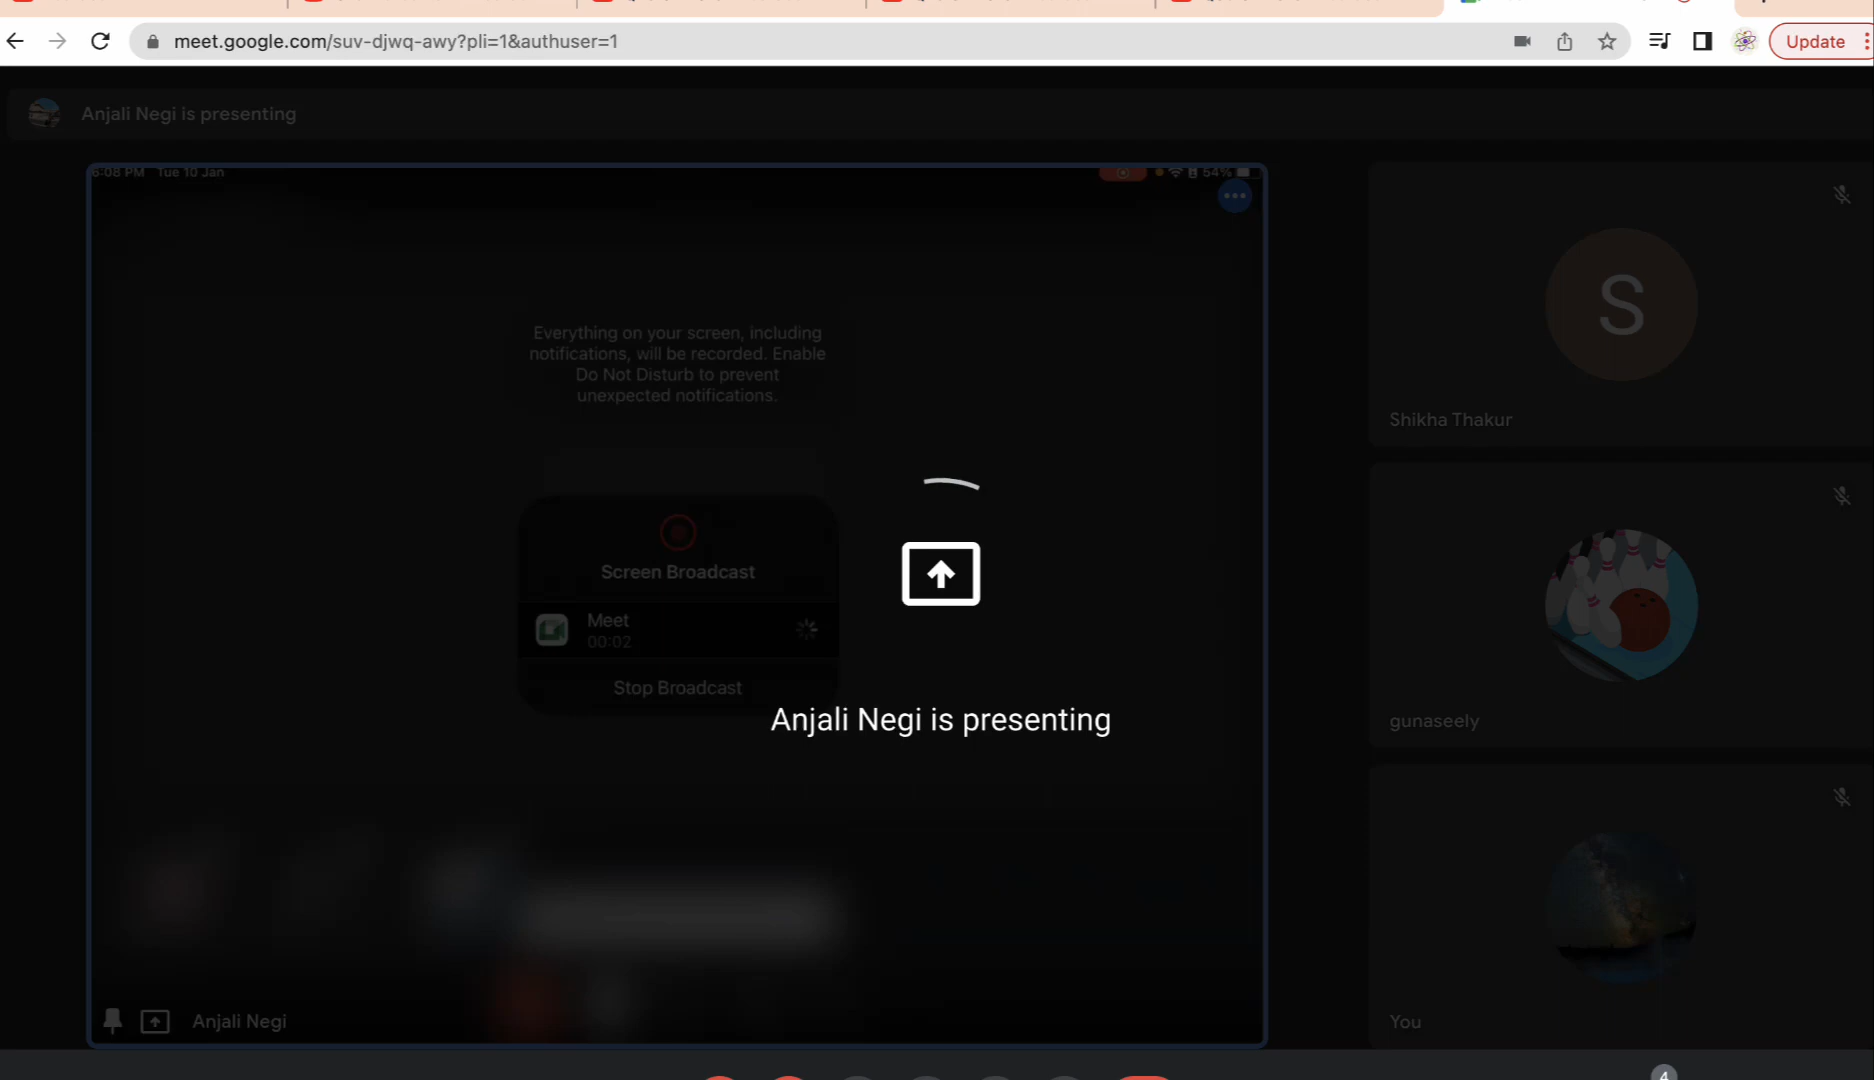 meet.google.com/suv-djwq-awy?pli=1&authuser=1
Update
Anjali Negi is presenting
6:08 PM Tue 10 Jan
54%
Everything on your screen, including
notifications, will be recorded. Enable
Do Not Disturb to prevent
unexpected notifications.
Screen Broadcast
Meet
00:02
Stop Broadcast
Anjali Negi is presenting
Anjali Negi
S
Shikha Thakur
gunaseely
You
4